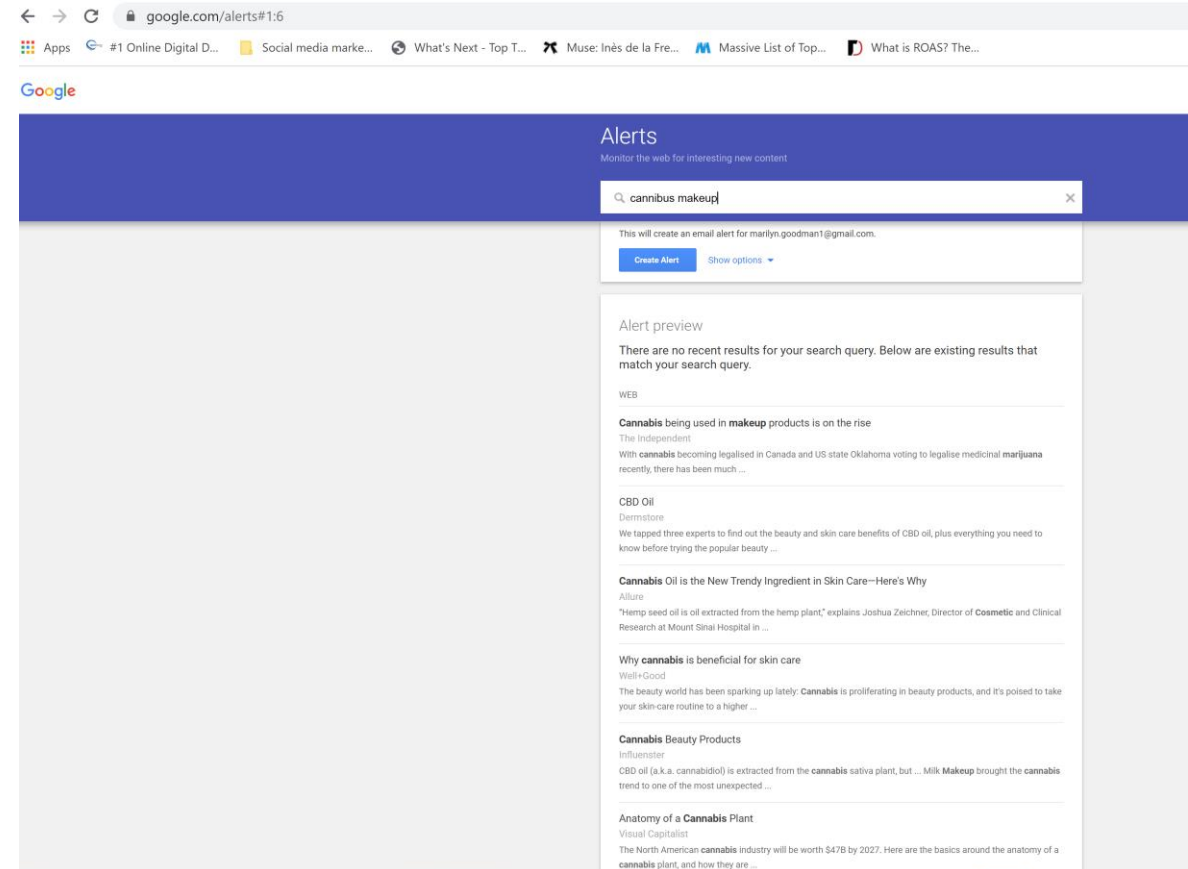 google.com/alerts#1:6
Apps #1 Online Digital D... Social media marke... What's Next - Top T... Muse: Inès de la Fre... Massive List of Top... What is ROAS? The...
Google
Alerts
Monitor the web for interesting new content
cannibus makeup
This will create an email alert for marilyn.goodman1@gmail.com.
Create Alert Show options
Alert preview
There are no recent results for your search query. Below are existing results that
match your search query.
WEB
Cannabis being used in makeup products is on the rise
The Independent
With cannabis becoming legalised in Canada and US state Oklahoma voting to legalise medicinal marijuana
recently, there has been much ...
CBD Oil
Dermstore
We tapped three experts to find out the beauty and skin care benefits of CBD oil, plus everything you need to
know before trying the popular beauty ...
Cannabis Oil is the New Trendy Ingredient in Skin Care—Here's Why
Allure
"Hemp seed oil is oil extracted from the hemp plant," explains Joshua Zeichner, Director of Cosmetic and Clinical
Research at Mount Sinai Hospital in ...
Why cannabis is beneficial for skin care
Well+Good
The beauty world has been sparking up lately: Cannabis is proliferating in beauty products, and it's poised to take
your skin-care routine to a higher ...
Cannabis Beauty Products
Influenster
CBD oil (a.k.a. cannabidiol) is extracted from the cannabis sativa plant, but ... Milk Makeup brought the cannabis
trend to one of the most unexpected ...
Anatomy of a Cannabis Plant
Visual Capitalist
The North American cannabis industry will be worth $47B by 2027. Here are the basics around the anatomy of a
cannabis plant, and how they are ...